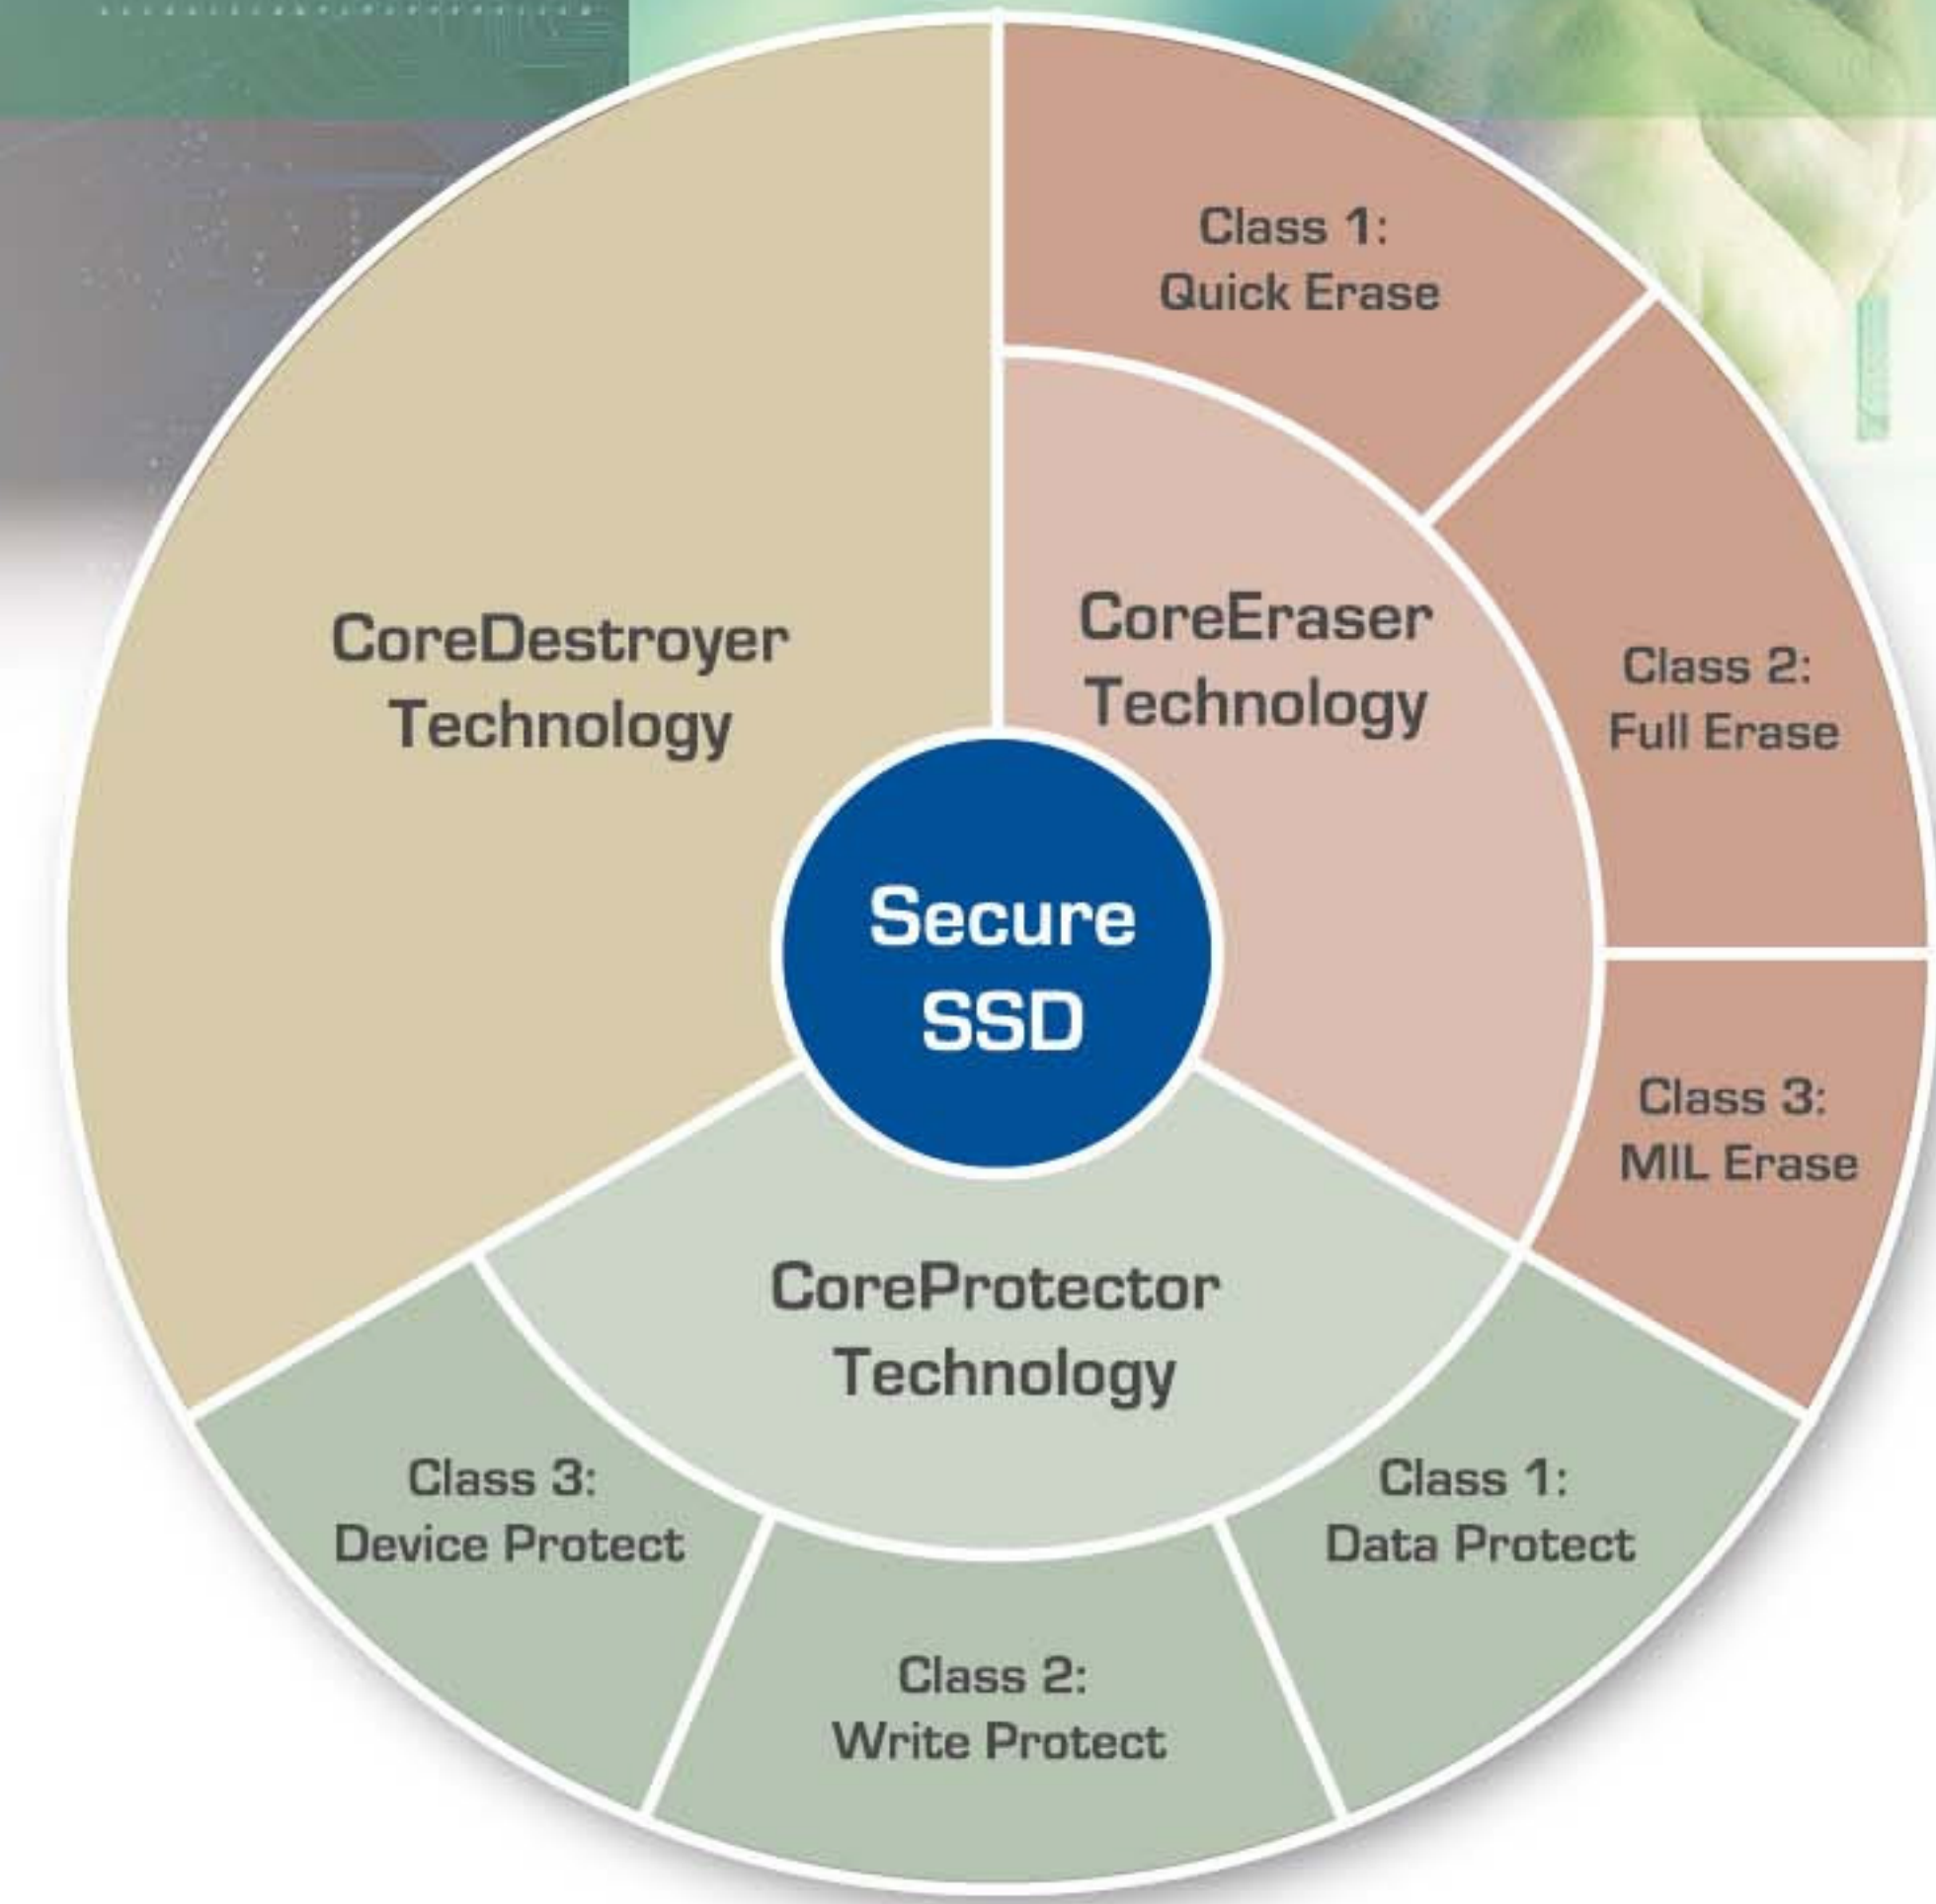 Class 1:
Quick Erase
CoreDestroyer
Technology
CoreEraser
Technology
Class 2:
Full Erase
Secure
SSD
Class 3:
MIL Erase
CoreProtector
Technology
Class 3:
Device Protect
Class 1:
Data Protect
Class 2:
Write Protect